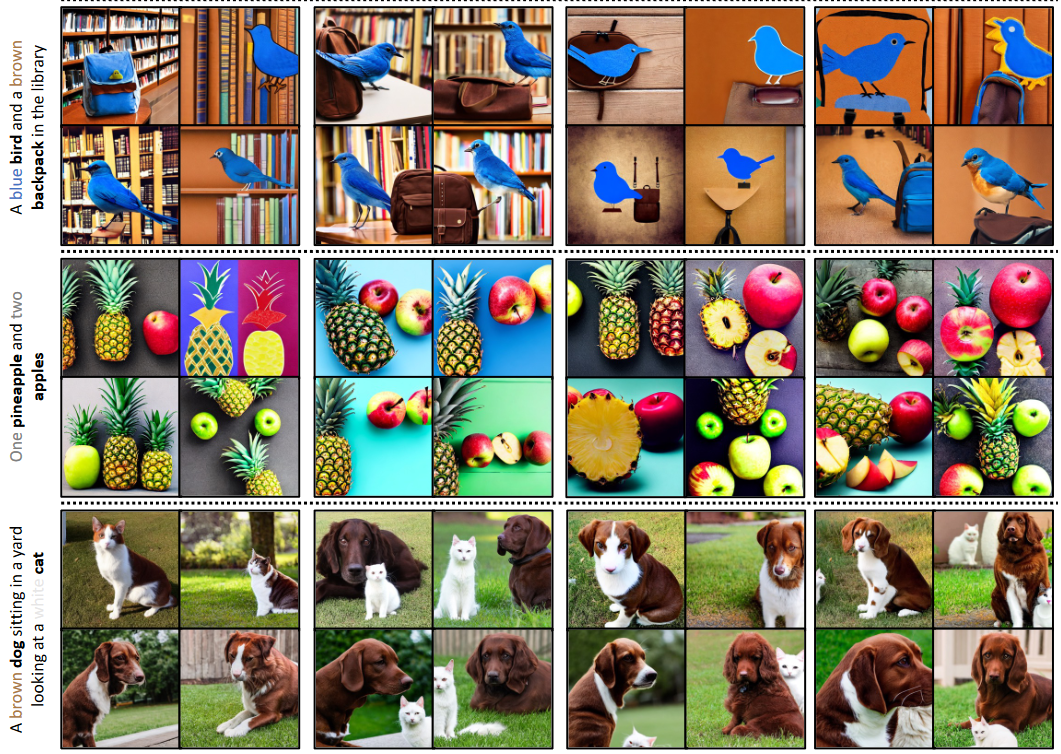 A blue bird and a brown
backpack in the library
One pineapple and two
apples
A brown dog sitting in a yard
looking at a white cat